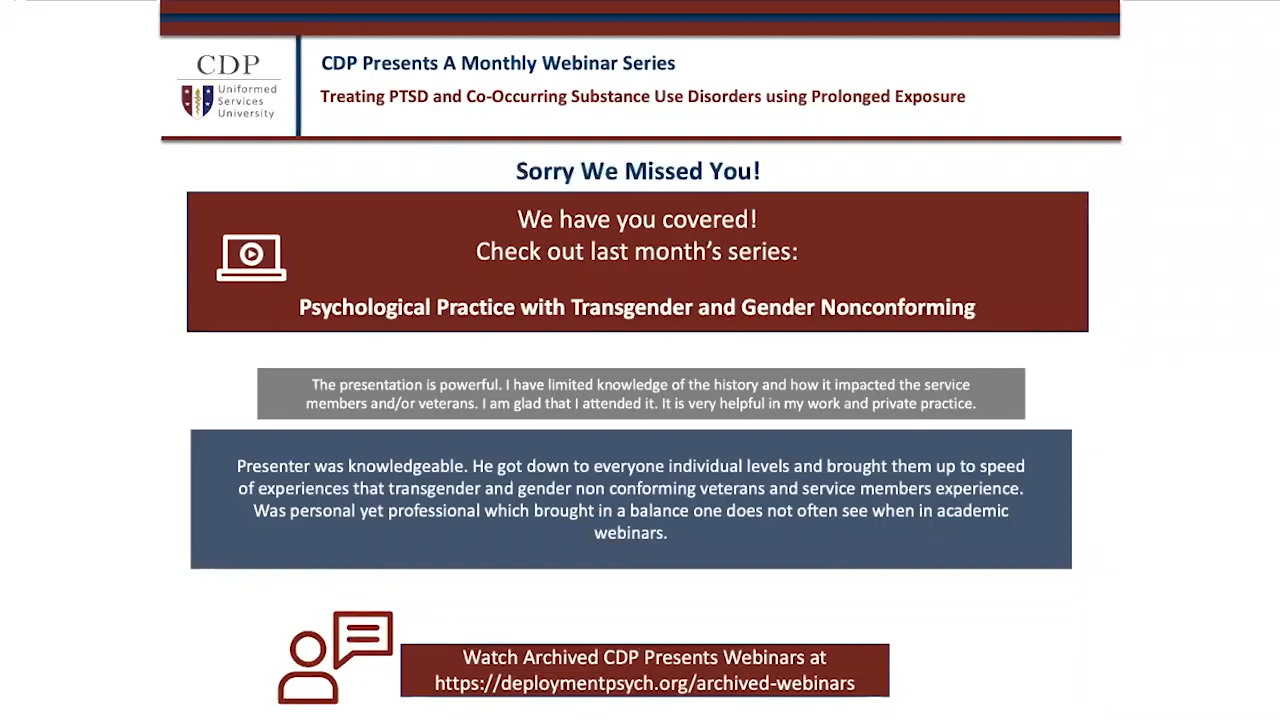 CDP
Uniformed
Services
University
CDP Presents A Monthly Webinar Series
Treating PTSD and Co-Occurring Substance Use Disorders using Prolonged Exposure
Sorry We Missed You!
We have you covered!
Check out last month's series:
Psychological Practice with Transgender and Gender Nonconforming
The presentation is powerful. I have limited knowledge of the history and how it impacted the service
members and/or veterans. I am glad that I attended it. It is very helpful in my work and private practice.
Presenter was knowledgeable. He got down to everyone individual levels and brought them up to speed
of experiences that transgender and gender non conforming veterans and service members experience.
Was personal yet professional which brought in a balance one does not often see when in academic
webinars.
Watch Archived CDP Presents Webinars at
https://deploymentpsych.org/archived-webinars